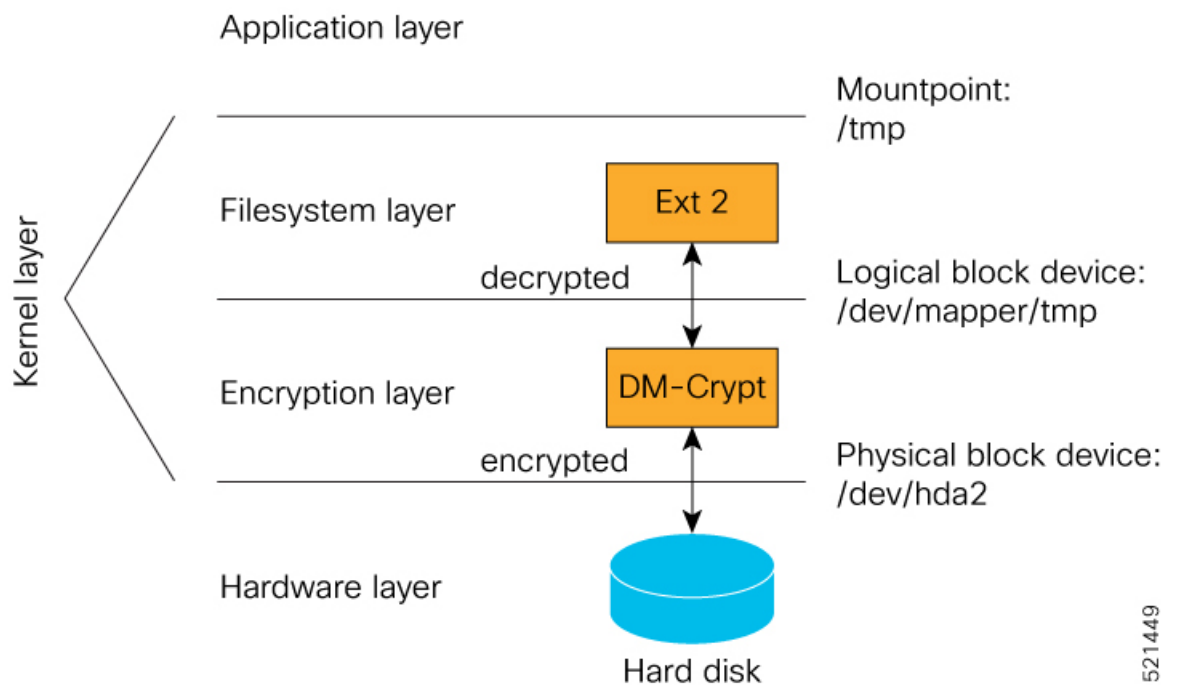 Application layer
Mountpoint:
/tmp
Kernel layer
Filesystem layer
Ext 2
decrypted
Logical block device:
/dev/mapper/tmp
Encryption layer
DM-Crypt
encrypted
Physical block device:
/dev/hda2
Hardware layer
Hard disk
521449